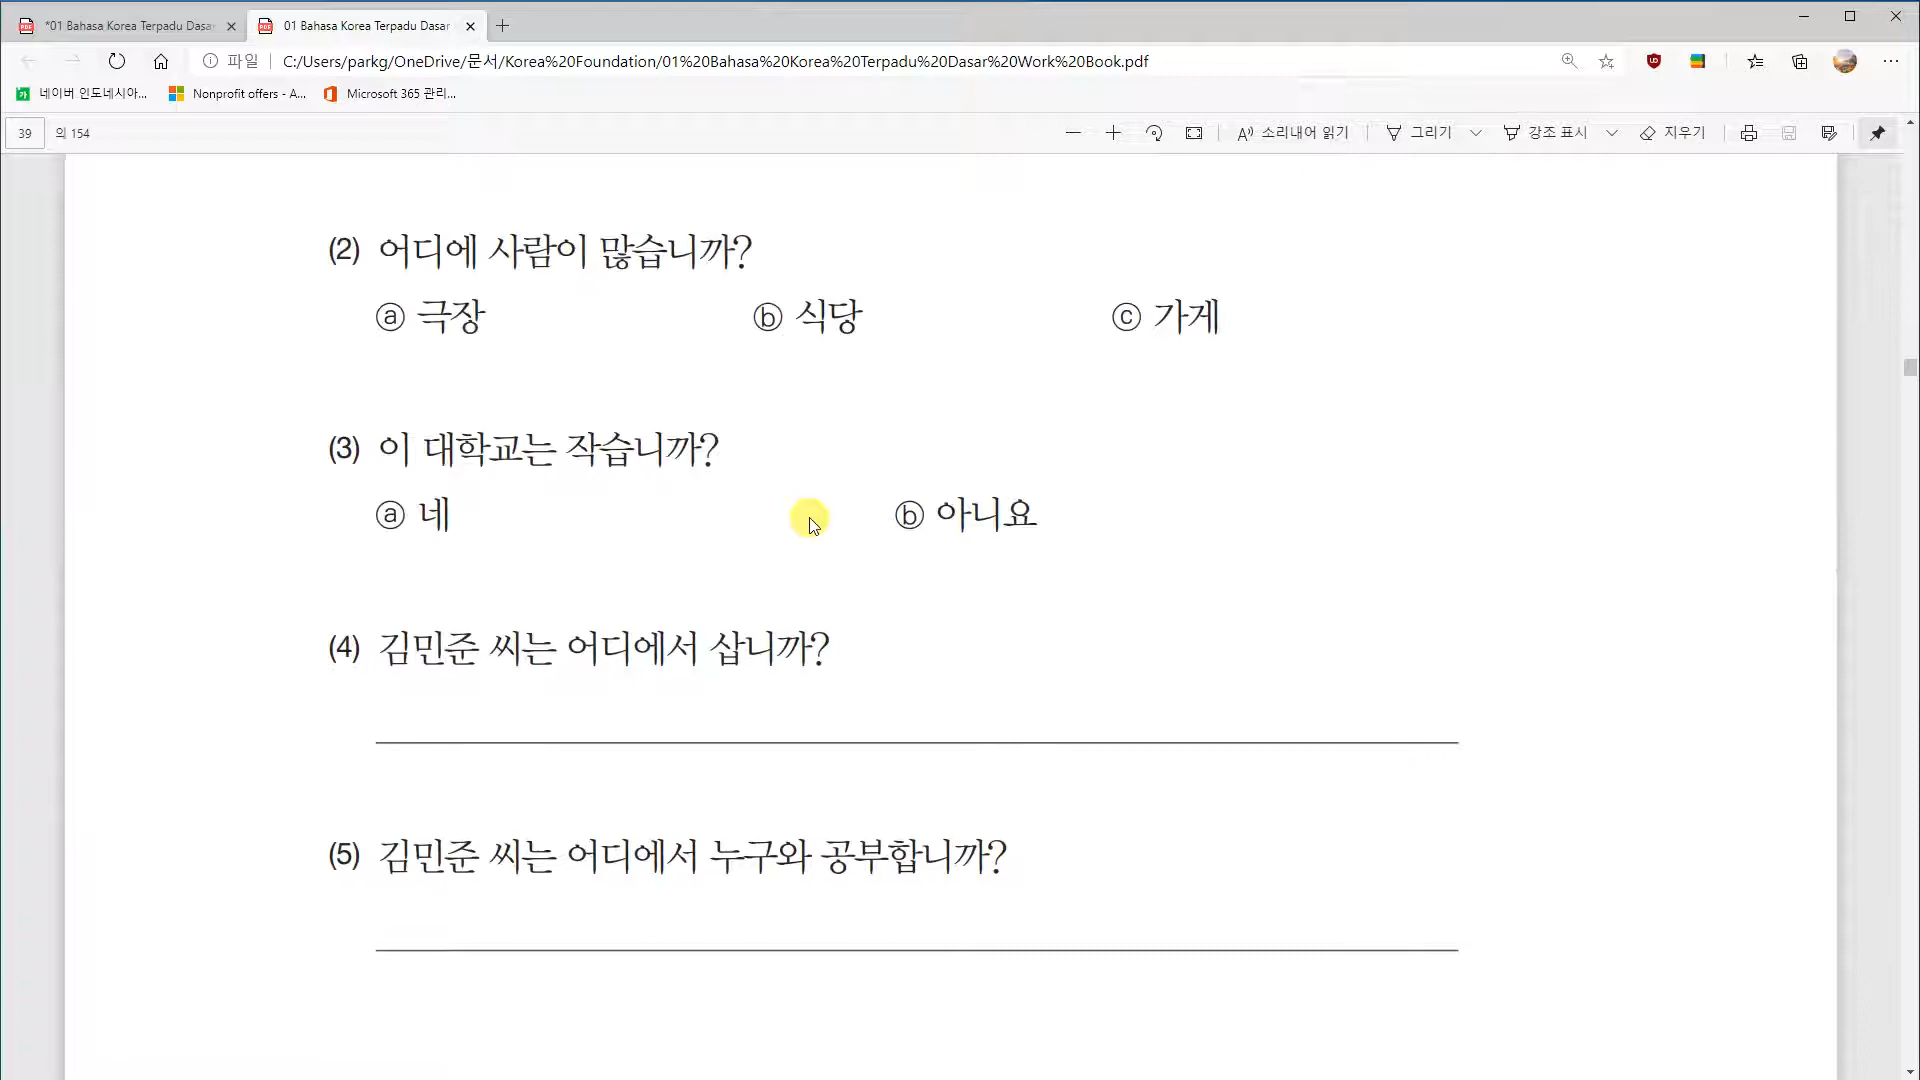 *01 Bahasa Korea Terpadu Dasar
01 Bahasa Korea Terpadu Dasar
파일
C:/Users/parkg/OneDrive/문서/Korea%20Foundation/01%20Bahasa%20Korea%20Terpadu%20Dasar%20Work%20Book.pdf
네이버 인도네시아...
Nonprofit offers - A...
Microsoft 365 관리...
39 의 154
소리내어 읽기
그리기
강조 표시
지우기
(2) 어디에 사람이 많습니까?
ⓐ 극장 ⓑ 식당 ⓒ 가게
(3) 이 대학교는 작습니까?
ⓐ 네 ⓑ 아니요
(4) 김민준 씨는 어디에서 삽니까?
(5) 김민준 씨는 어디에서 누구와 공부합니까?